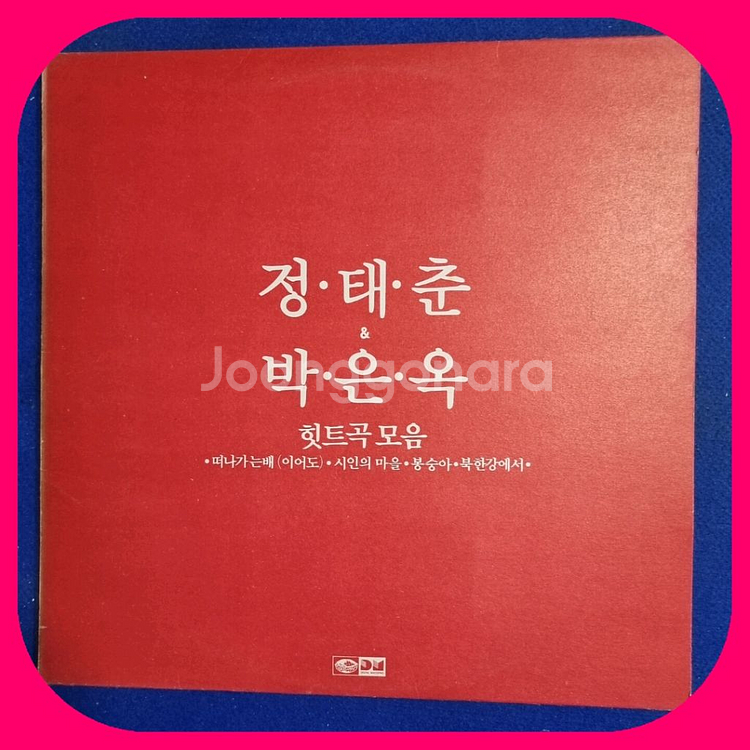 정·태·춘
&
박·은·옥
Joonggonara
힛트곡 모음
•떠나가는배 (이어도)•시인의 마을•봉숭아•북한강에서•